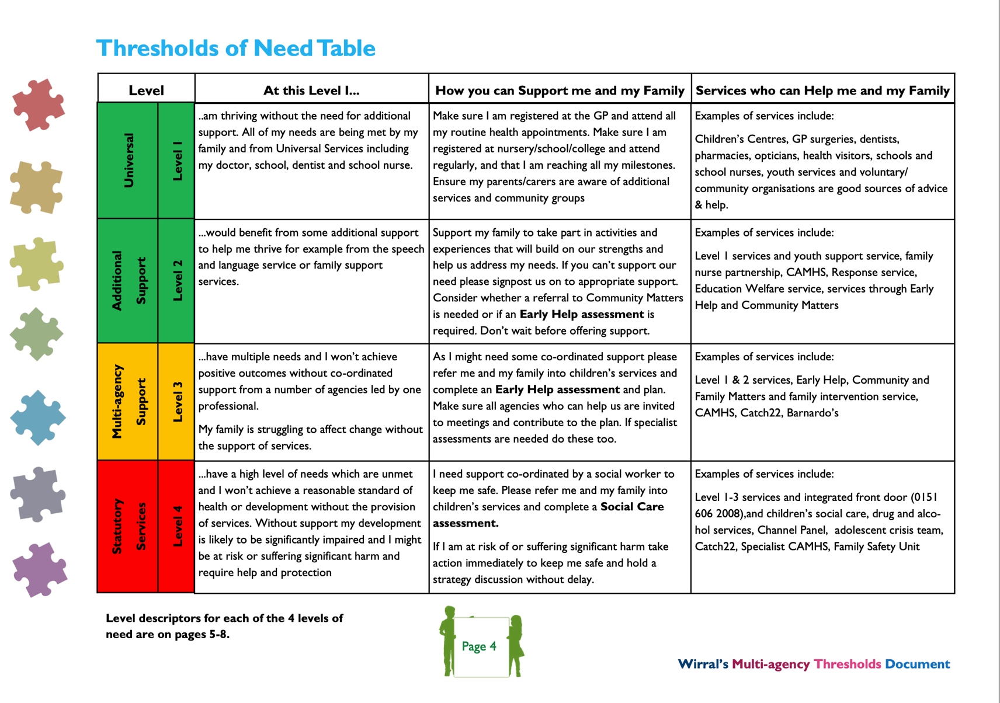 Thresholds of Need Table
Level
At this Level I...
How you can Support me and my Family
Services who can Help me and my Family
Universal
Level 1
..am thriving without the need for additional
support. All of my needs are being met by my
family and from Universal Services including
my doctor, school, dentist and school nurse.
Make sure I am registered at the GP and attend all
my routine health appointments. Make sure I am
registered at nursery/school/college and attend
regularly, and that I am reaching all my milestones.
Ensure my parents/carers are aware of additional
services and community groups
Examples of services include:
Children's Centres, GP surgeries, dentists,
pharmacies, opticians, health visitors, schools and
school nurses, youth services and voluntary/
community organisations are good sources of advice
& help.
Additional
Support
Level 2
...would benefit from some additional support
to help me thrive for example from the speech
and language service or family support
services.
Support my family to take part in activities and
experiences that will build on our strengths and
help us address my needs. If you can't support our
need please signpost us on to appropriate support.
Consider whether a referral to Community Matters
is needed or if an Early Help assessment is
required. Don't wait before offering support.
Examples of services include:
Level 1 services and youth support service, family
nurse partnership, CAMHS, Response service,
Education Welfare service, services through Early
Help and Community Matters
Multi-agency
Support
Level 3
...have multiple needs and I won't achieve
positive outcomes without co-ordinated
support from a number of agencies led by one
professional.
My family is struggling to affect change without
the support of services.
As I might need some co-ordinated support please
refer me and my family into children's services and
complete an Early Help assessment and plan.
Make sure all agencies who can help us are invited
to meetings and contribute to the plan. If specialist
assessments are needed do these too.
Examples of services include:
Level 1 & 2 services, Early Help, Community and
Family Matters and family intervention service,
CAMHS, Catch22, Barnardo's
Statutory
Services
Level 4
...have a high level of needs which are unmet
and I won't achieve a reasonable standard of
health or development without the provision
of services. Without support my development
is likely to be significantly impaired and I might
be at risk or suffering significant harm and
require help and protection
I need support co-ordinated by a social worker to
keep me safe. Please refer me and my family into
children's services and complete a Social Care
assessment.
If I am at risk of or suffering significant harm take
action immediately to keep me safe and hold a
strategy discussion without delay.
Examples of services include:
Level 1-3 services and integrated front door (0151
606 2008),and children's social care, drug and alco-
hol services, Channel Panel,  adolescent crisis team,
Catch22, Specialist CAMHS, Family Safety Unit
Level descriptors for each of the 4 levels of
need are on pages 5-8.
Page 4
Wirral's Multi-agency Thresholds Document